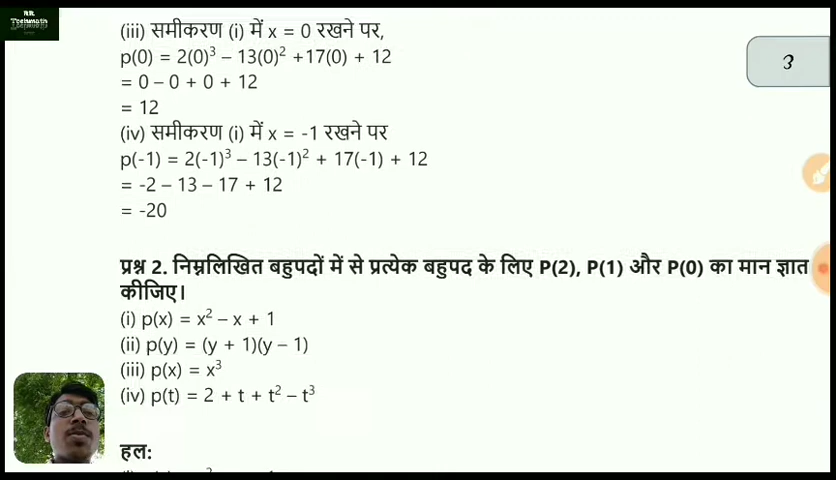 (iii) समीकरण (i) में x = 0 रखने पर,
3
p(0) = 2(0)³ – 13(0)² +17(0) + 12
= 0 – 0 + 0 + 12
= 12
(iv) समीकरण (i) में x = -1 रखने पर
p(-1) = 2(-1)³ – 13(-1)² + 17(-1) + 12
= -2 – 13 – 17 + 12
= -20
प्रश्न 2. निम्नलिखित बहुपदों में से प्रत्येक बहुपद के लिए P(2), P(1) और P(0) का मान ज्ञात
कीजिए।
(i) p(x) = x² – x + 1
(ii) p(y) = (y + 1)(y – 1)
(iii) p(x) = x³
(iv) p(t) = 2 + t + t² – t³
हल: